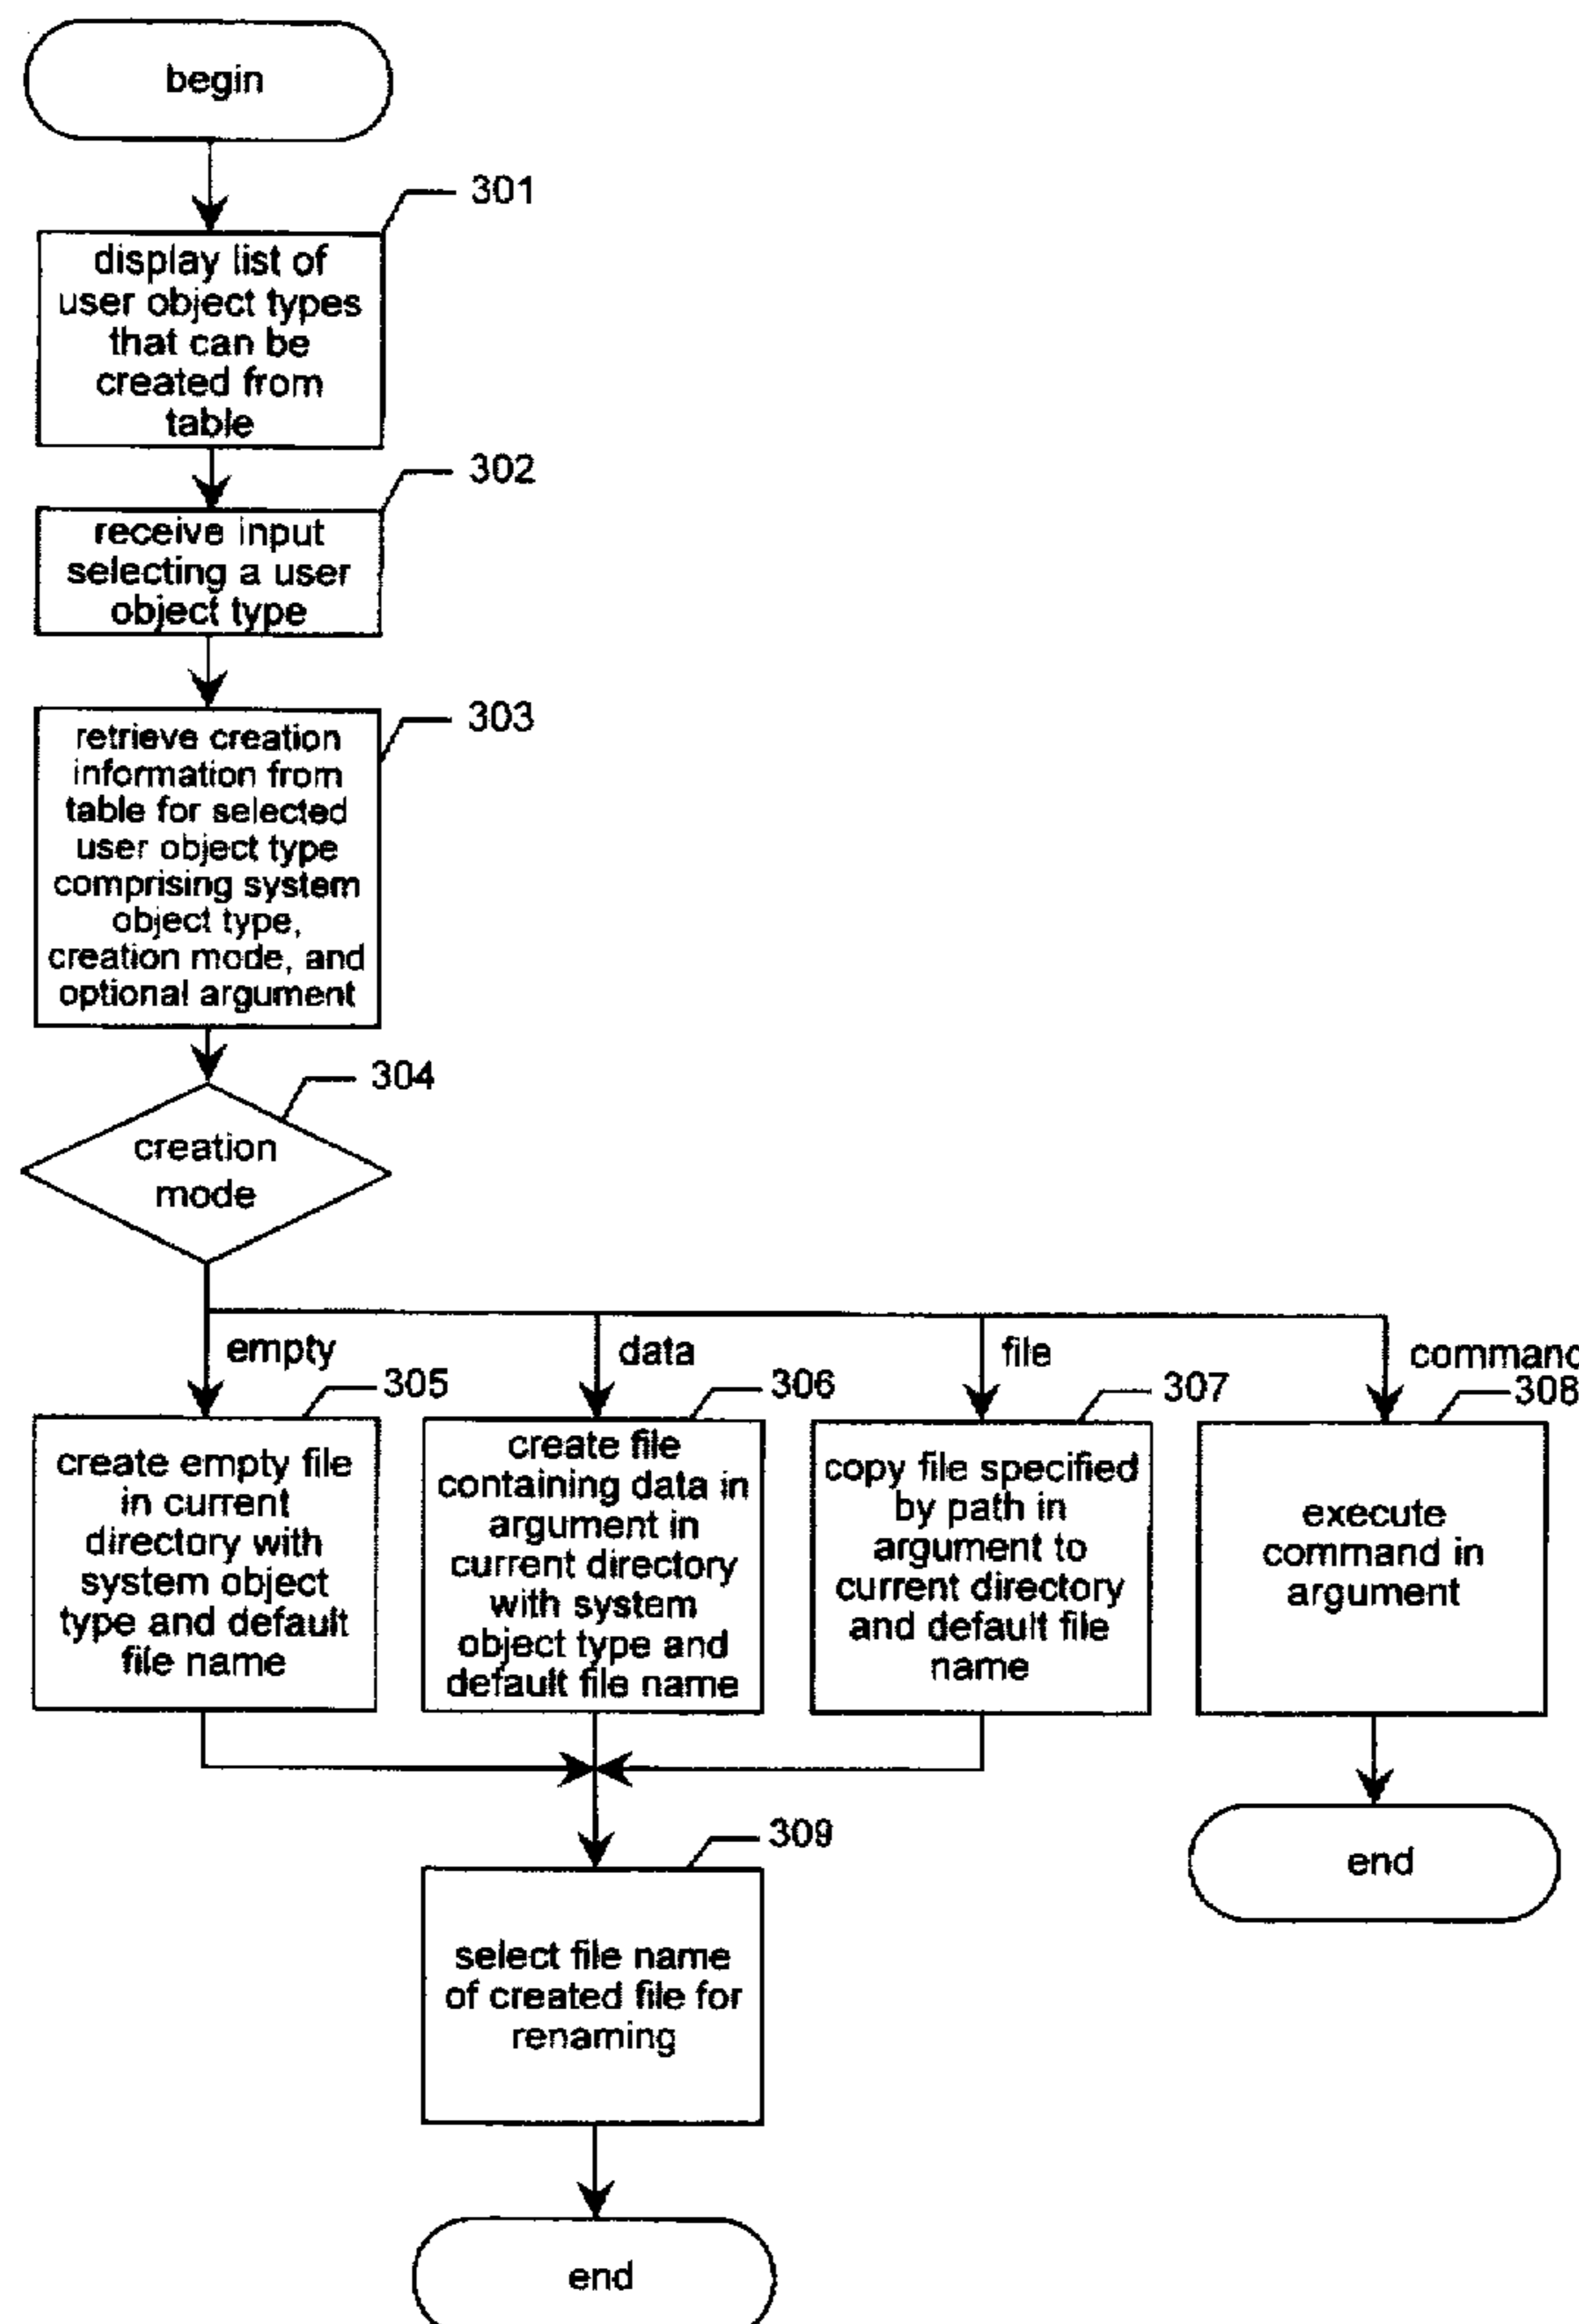 begin
301
display list of
user object types
that can be
created from
table
302
receive input
selecting a user
object type
303
retrieve creation
information from
table for selected
user object type
comprising system
object type,
creation mode, and
optional argument
304
creation
mode
empty
data
file
command
305
306
307
308
create empty file
in current
directory with
system object
type and default
file name
create file
containing data in
argument in
current directory
with system
object type and
default file name
copy file specified
by path in
argument to
current directory
and default file
name
execute
command in
argument
309
select file name
of created file for
renaming
end
end